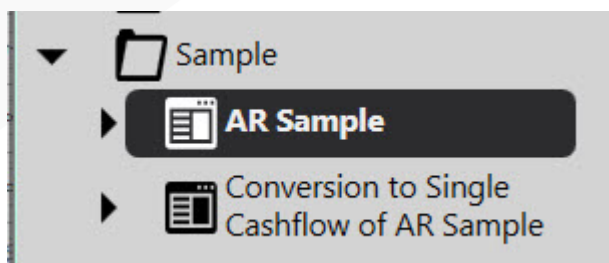 Sample
AR Sample
Conversion to Single
Cashflow of AR Sample